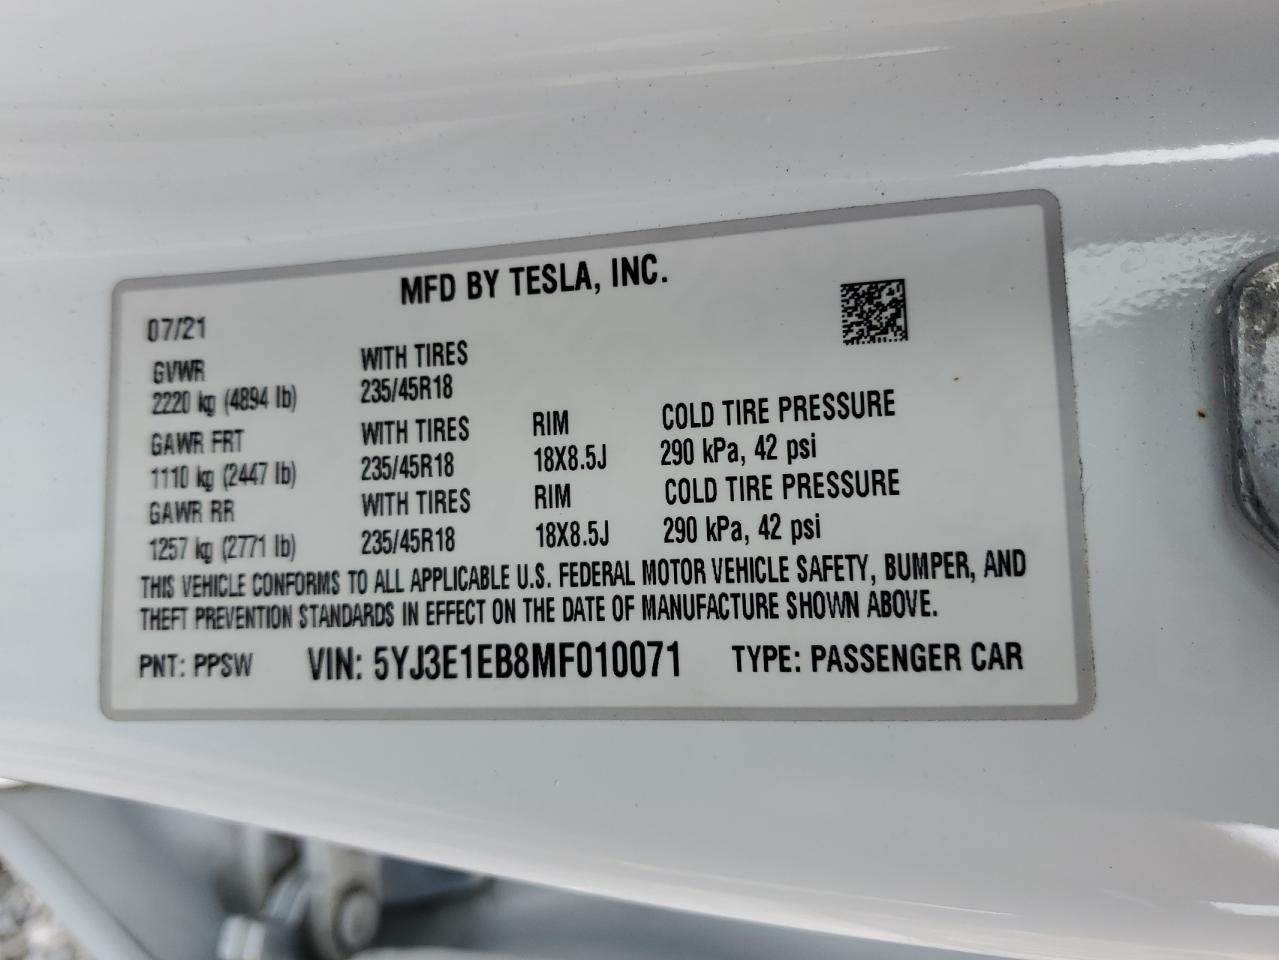 MFD BY TESLA, INC.
07/21
GVWR WITH TIRES
2220 kg (4894 lb) 235/45R18
GAWR FRT WITH TIRES RIM COLD TIRE PRESSURE
1110 kg (2447 lb) 235/45R18 18X8.5J 290 kPa, 42 psi
GAWR RR WITH TIRES RIM COLD TIRE PRESSURE
1257 kg (2771 lb) 235/45R18 18X8.5J 290 kPa, 42 psi
THIS VEHICLE CONFORMS TO ALL APPLICABLE U.S. FEDERAL MOTOR VEHICLE SAFETY, BUMPER, AND
THEFT PREVENTION STANDARDS IN EFFECT ON THE DATE OF MANUFACTURE SHOWN ABOVE.
PNT: PPSW VIN: 5YJ3E1EB8MF010071 TYPE: PASSENGER CAR